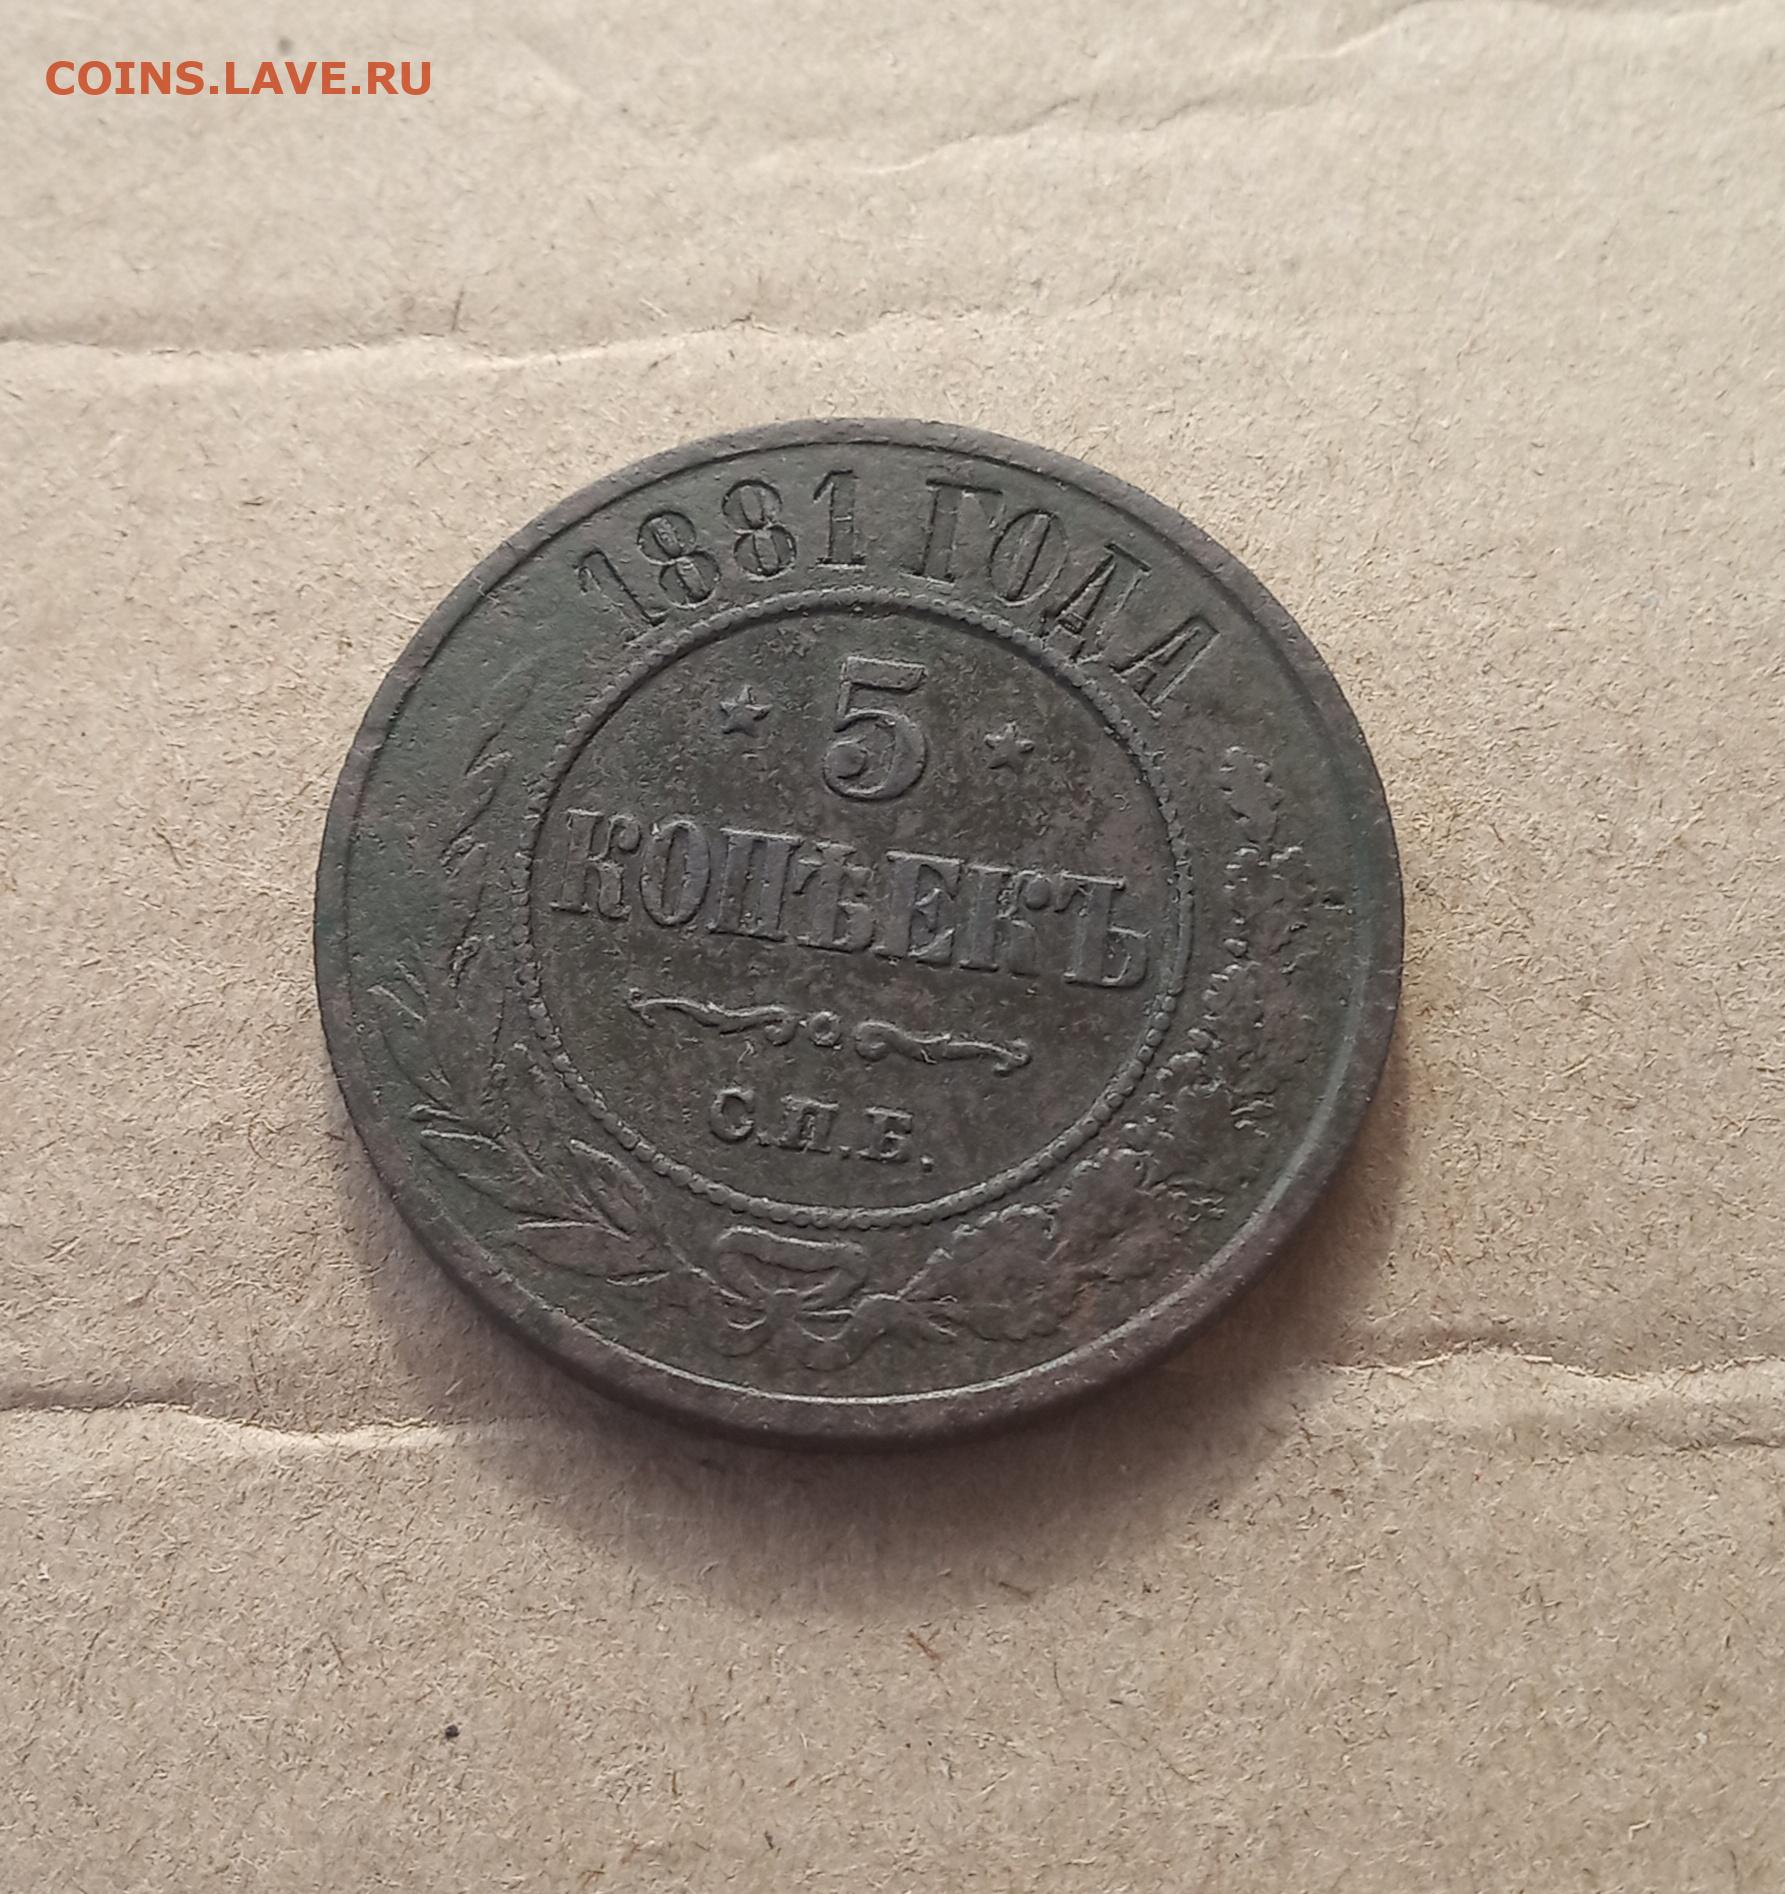 COINS.LAVE.RU
1881 ГОДА
5
КОПѢЕКЪ
С.П.Б.